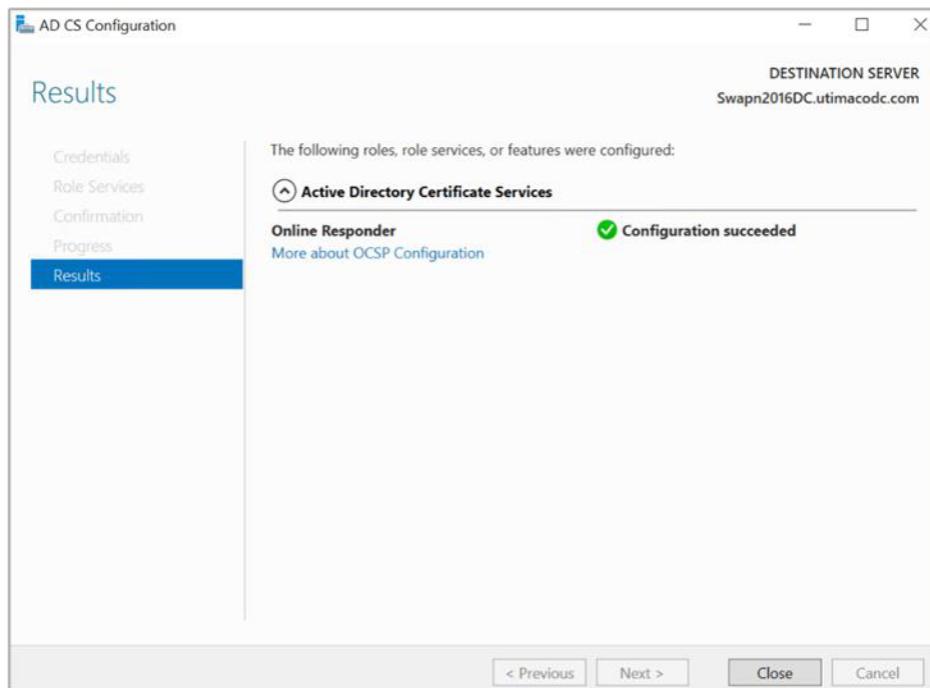 AD CS Configuration
DESTINATION SERVER
Swapn2016DC.utimacodc.com
Results
Credentials
Role Services
Confirmation
Progress
Results
The following roles, role services, or features were configured:
Active Directory Certificate Services
Online Responder
Configuration succeeded
More about OCSP Configuration
< Previous
Next >
Close
Cancel